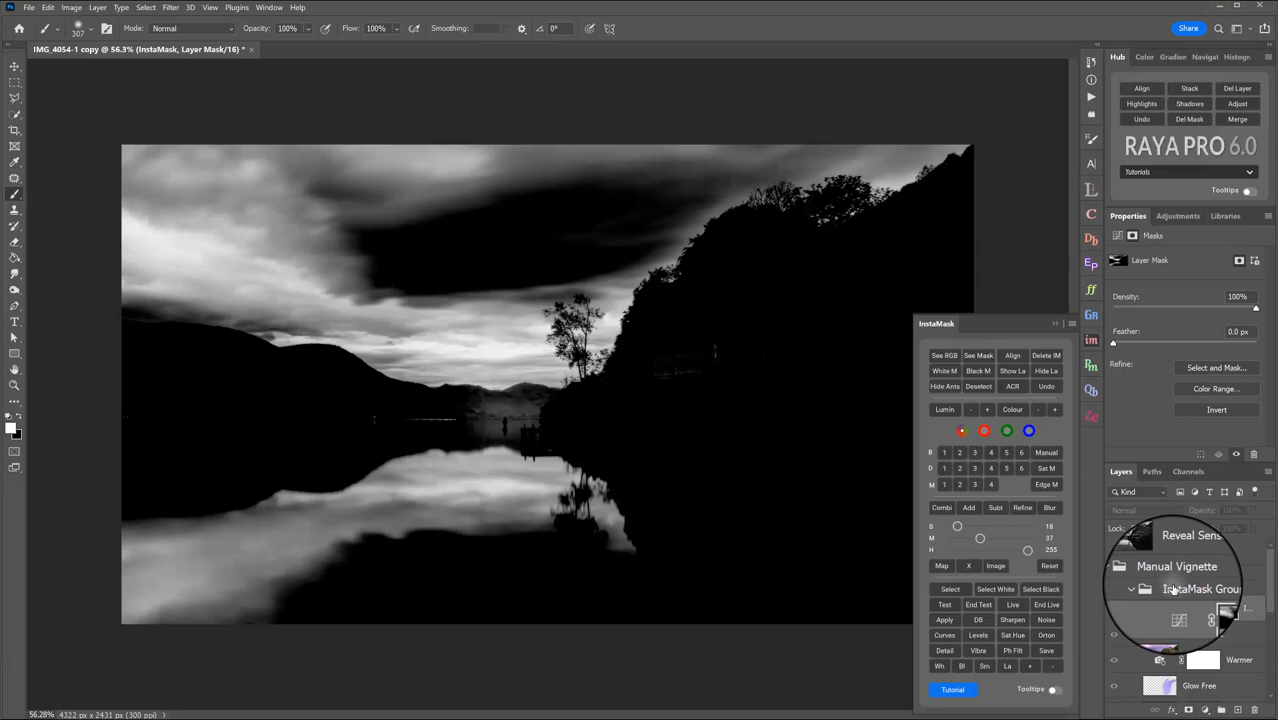 File Edit Image Layer Type Select Filter 3D View Plugins Window Help
307 Mode: Normal Opacity: 100% Flow: 100% Smoothing: 0° Share
IMG_4054-1 copy @ 56.3% (InstaMask, Layer Mask/16) * ×
Hub Color Gradien Navigat Histogr
Align Stack Del Layer
Highlights Shadows Adjust
Undo Del Mask Merge
RAYA PRO 6.0
Tutorials
Tooltips
Properties Adjustments Libraries
Masks
Layer Mask
Density: 100%
Feather: 0.0 px
Refine: Select and Mask...
Color Range...
Invert
Layers Paths Channels
Kind
Normal Opacity: 100%
Lock:
Reveal Sens
Manual Vignette
InstaMask Grou
I...
Warmer
Glow Free
InstaMask
See RGB See Mask Align Delete IM
White M Black M Show La Hide La
Hide Ants Deselect ACR Undo
Lumin - + Colour - +
B 1 2 3 4 5 6 Manual
D 1 2 3 4 5 6 Sat M
M 1 2 3 4 Edge M
Combi Add Subt Refine Blur
S 18
M 37
H 255
Map X Image Reset
Select Select White Select Black
Test End Test Live End Live
Apply DB Sharpen Noise
Curves Levels Sat Hue Orton
Detail Vibra Ph Filt Save
Wh Bl Sm La + -
Tutorial Tooltips
56.28% 4322 px x 2431 px (300 ppi)